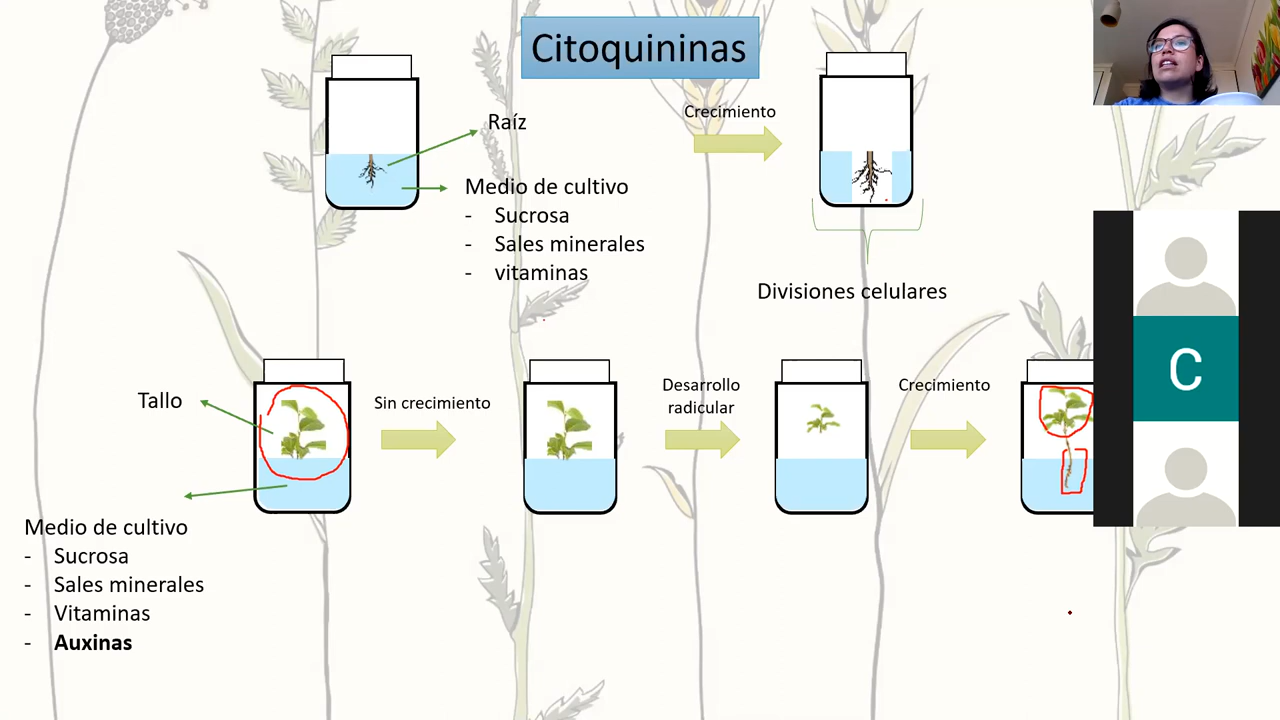 Citoquininas
Raíz
Medio de cultivo
- Sucrosa
- Sales minerales
- vitaminas
Crecimiento
Divisiones celulares
Tallo
Sin crecimiento
Desarrollo
radicular
Crecimiento
Medio de cultivo
- Sucrosa
- Sales minerales
- Vitaminas
- Auxinas
C